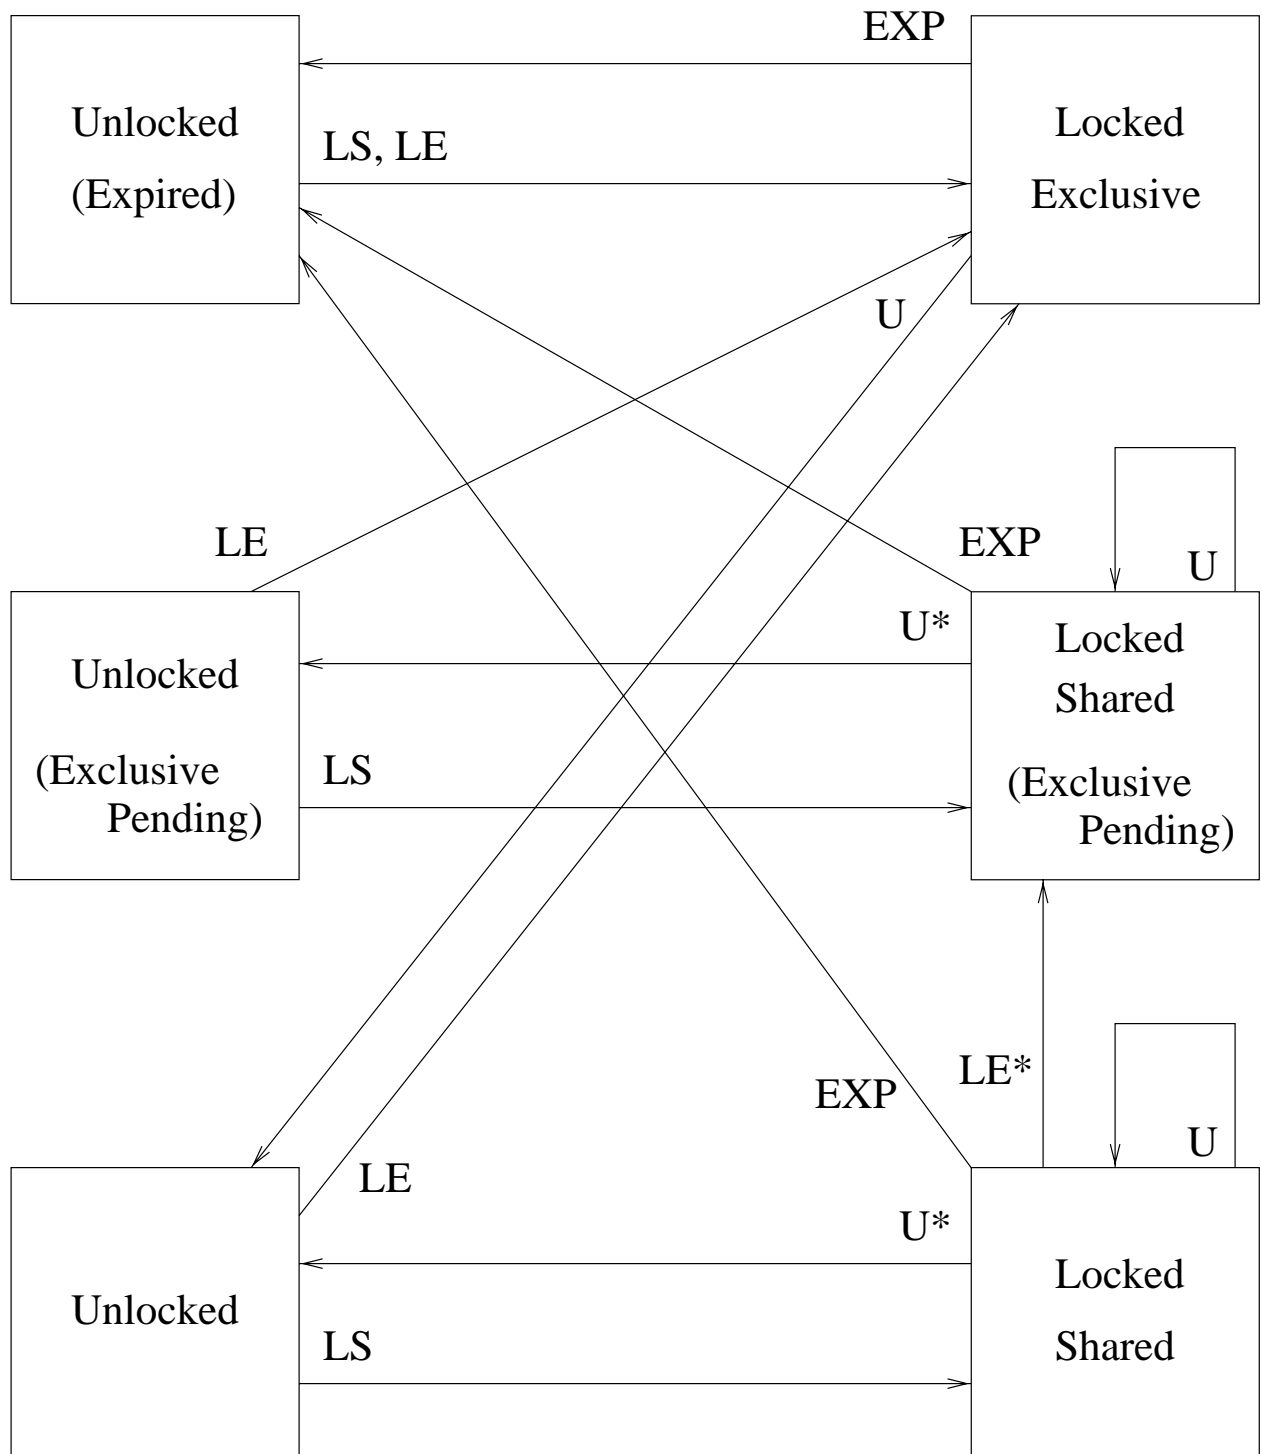 EXP
Unlocked
(Expired)
LS, LE
Locked
Exclusive
U
LE
EXP
U
U*
Unlocked
(Exclusive
Pending)
LS
Locked
Shared
(Exclusive
Pending)
LE*
EXP
U
LE
U*
Unlocked
LS
Locked
Shared